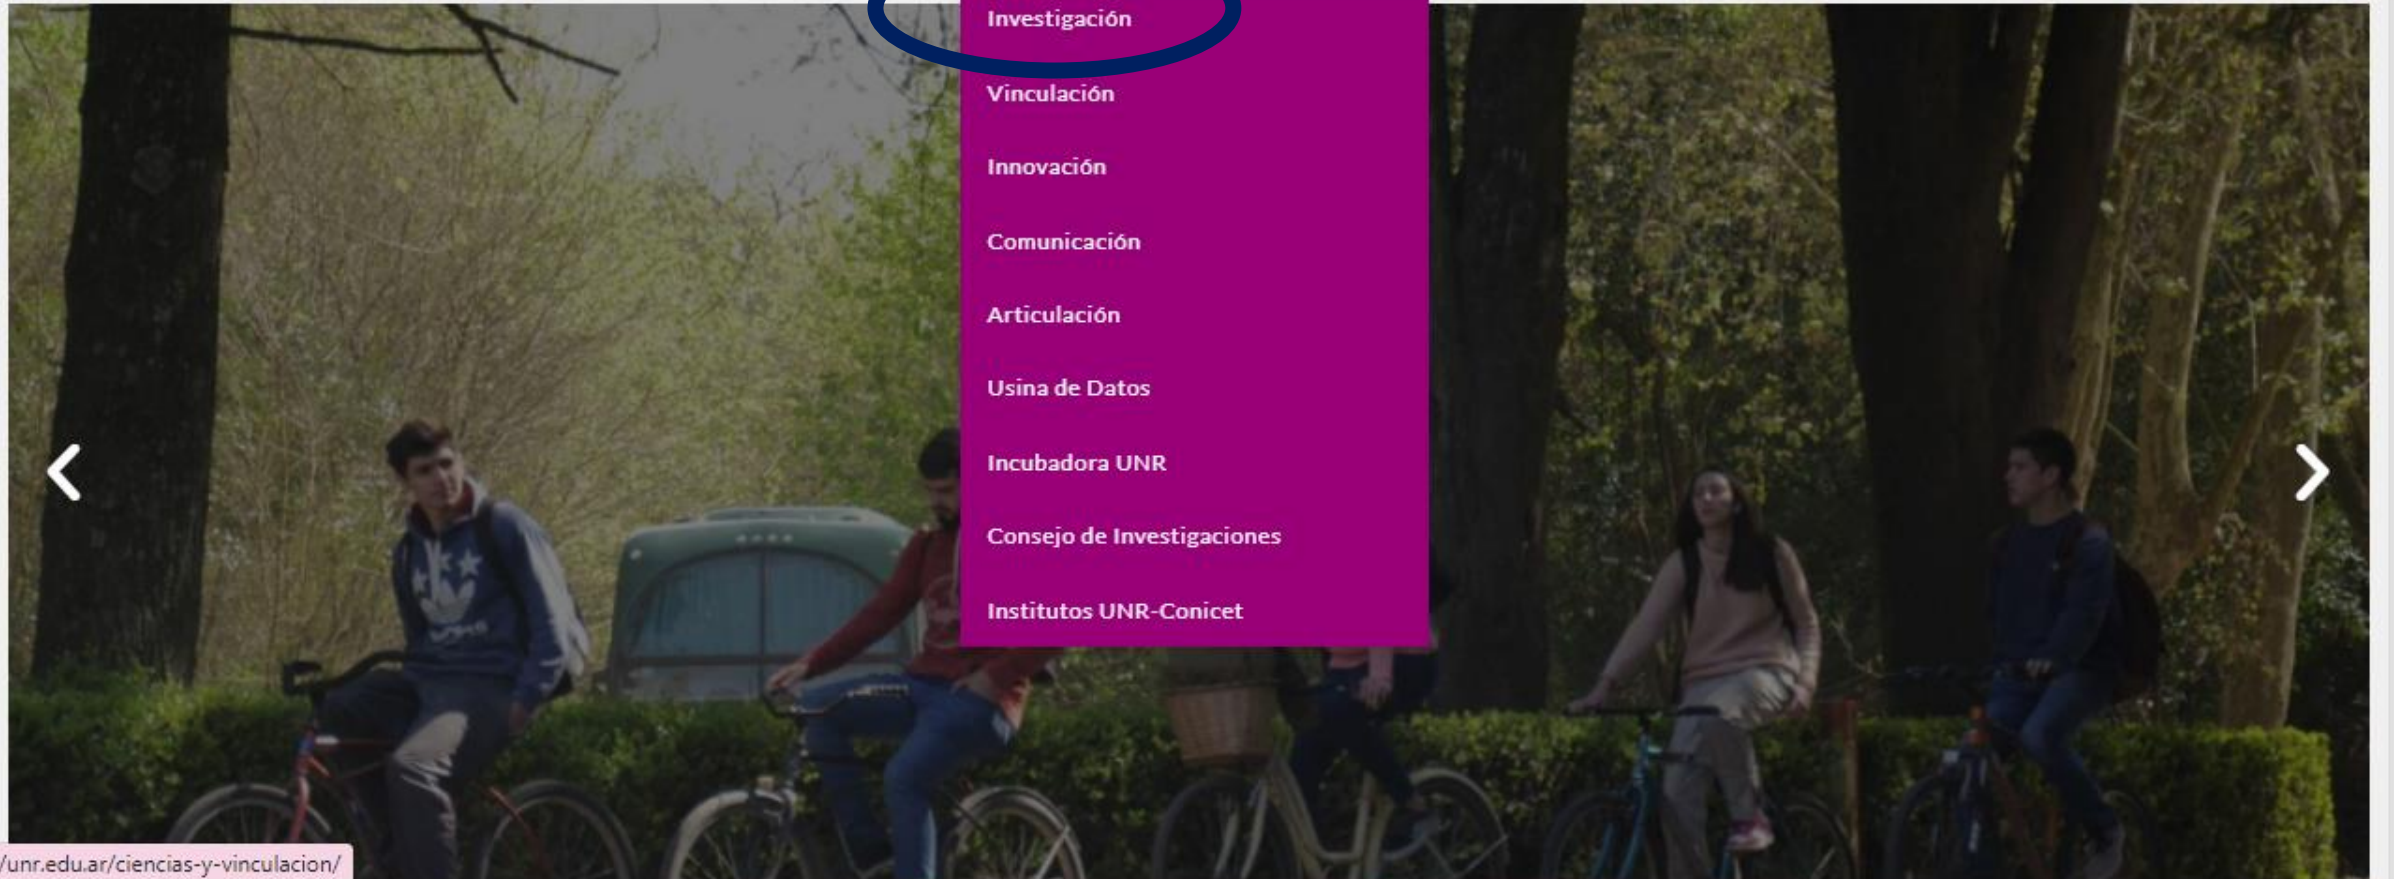 Investigación
Vinculación
Innovación
Comunicación
Articulación
Usina de Datos
Incubadora UNR
Consejo de Investigaciones
Institutos UNR-Conicet
/unr.edu.ar/ciencias-y-vinculacion/